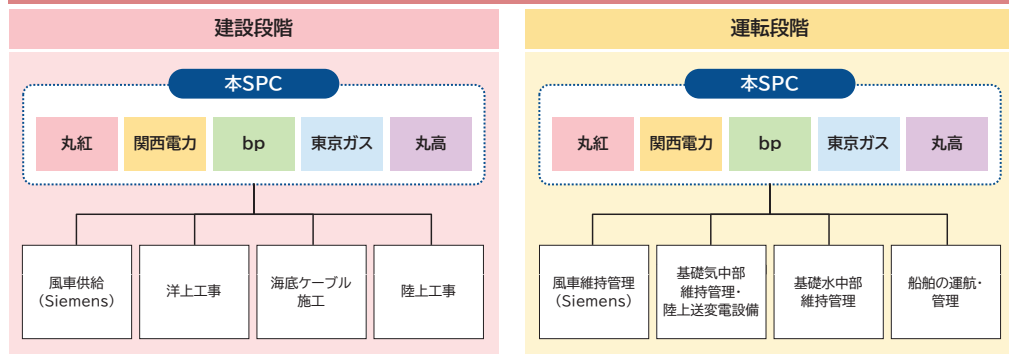 建設段階
本SPC
丸紅
関西電力
bp
東京ガス
丸高
風車供給
(Siemens)
洋上工事
海底ケーブル
施工
陸上工事
運転段階
本SPC
丸紅
関西電力
bp
東京ガス
丸高
風車維持管理
(Siemens)
基礎気中部
維持管理・
陸上送変電設備
基礎水中部
維持管理
船舶の運航・
管理